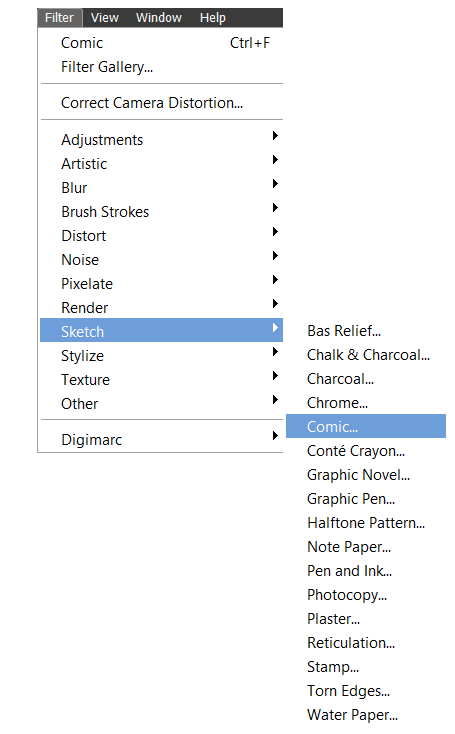 Filter View Window Help
Comic Ctrl+F
Filter Gallery...
Correct Camera Distortion...
Adjustments
Artistic
Blur
Brush Strokes
Distort
Noise
Pixelate
Render
Sketch
Stylize
Texture
Other
Digimarc
Bas Relief...
Chalk & Charcoal...
Charcoal...
Chrome...
Comic...
Conté Crayon...
Graphic Novel...
Graphic Pen...
Halftone Pattern...
Note Paper...
Pen and Ink...
Photocopy...
Plaster...
Reticulation...
Stamp...
Torn Edges...
Water Paper...